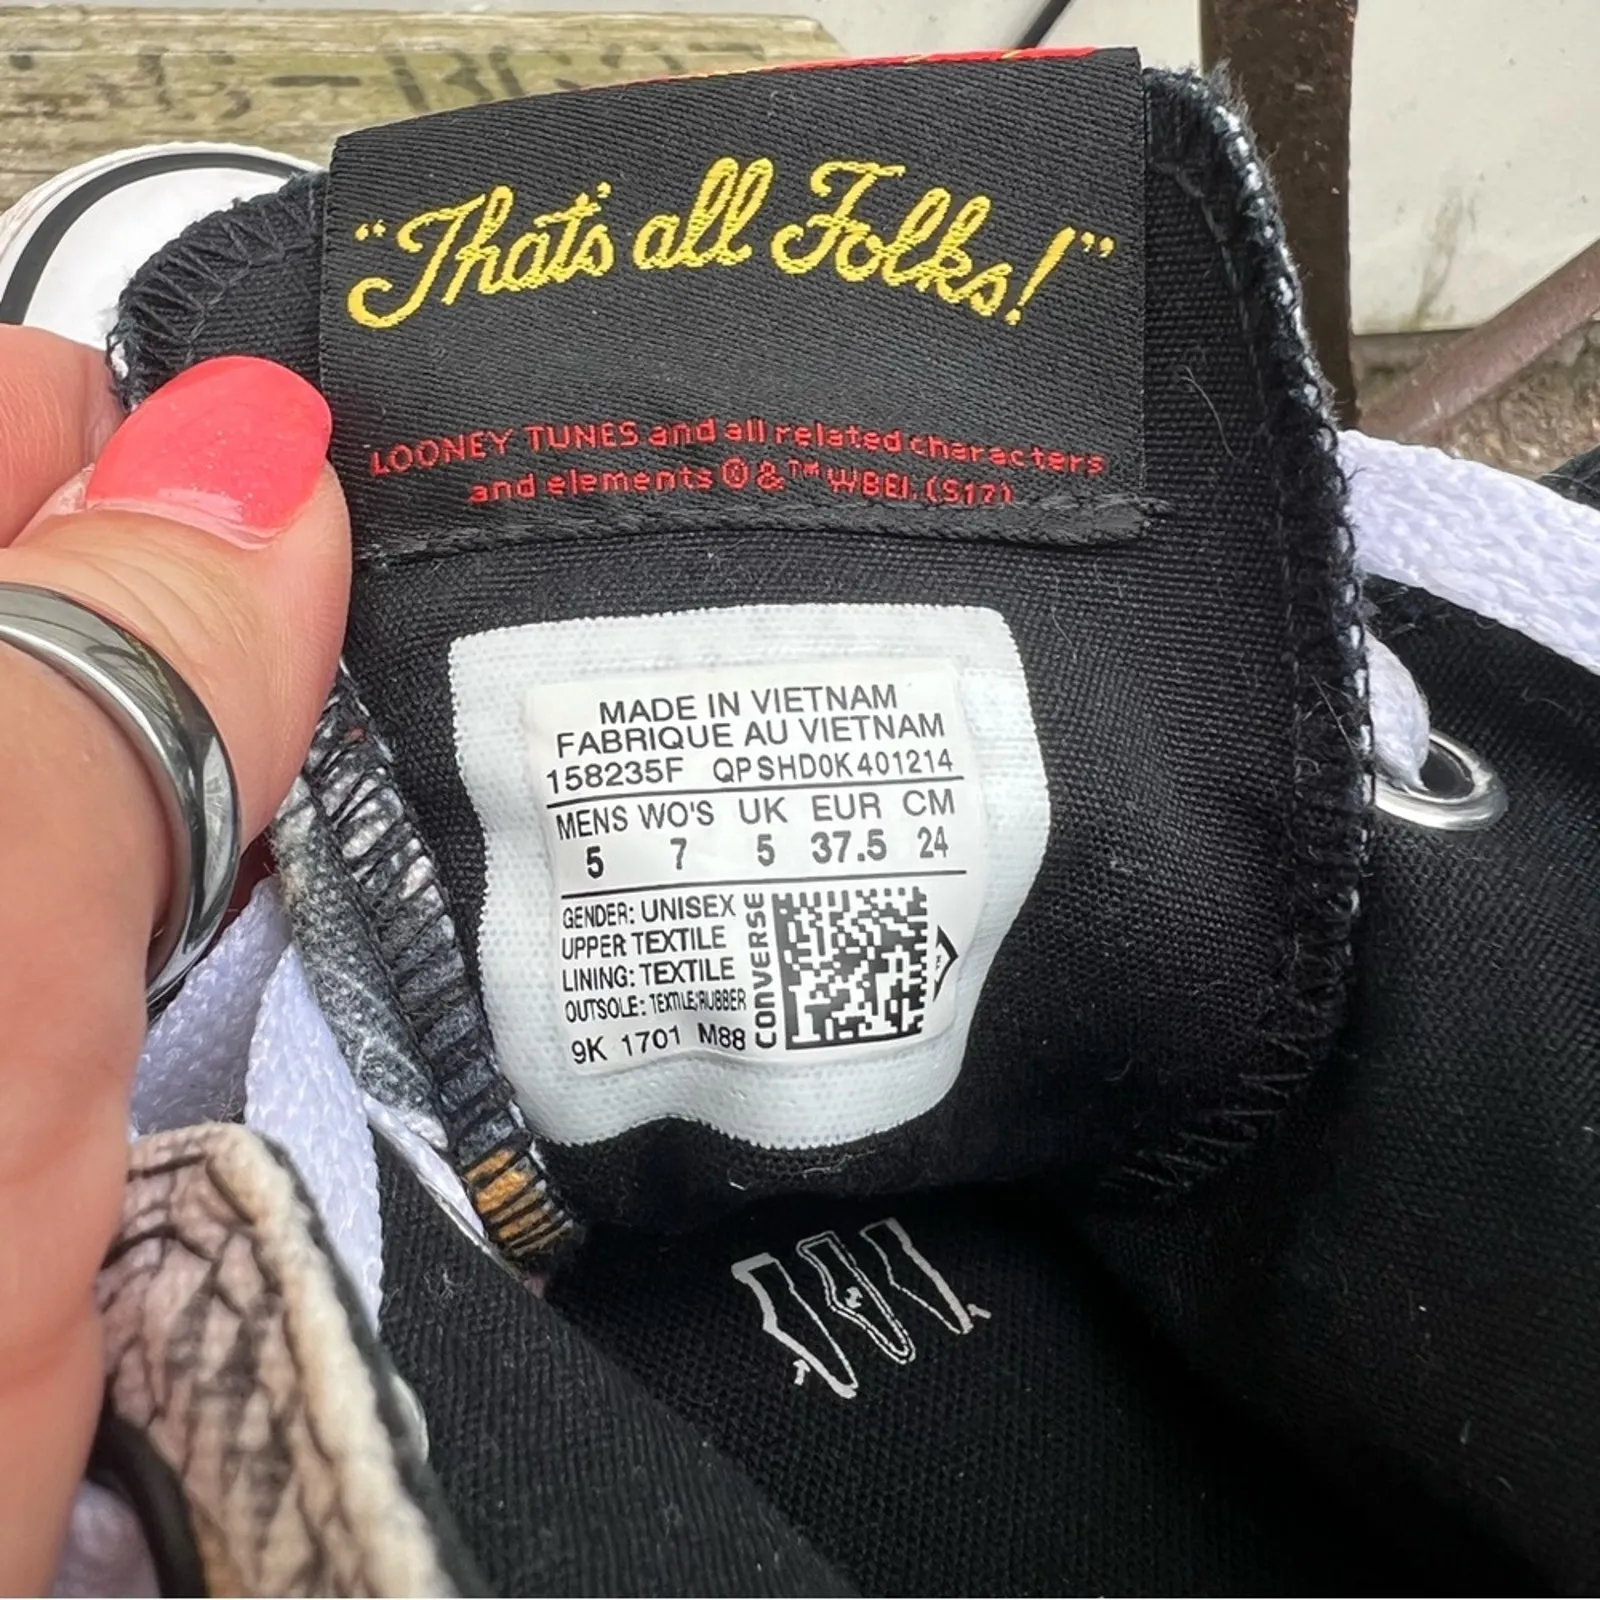 “That's all Folks!”
LOONEY TUNES and all related characters
and elements ® & ™ WBEI. (S17)
MADE IN VIETNAM
FABRIQUE AU VIETNAM
158235F QPSHD0K401214
MENS WO'S UK EUR CM
5 7 5 37.5 24
GENDER: UNISEX
UPPER TEXTILE
LINING: TEXTILE
OUTSOLE: TEXTILE/RUBBER
9K 1701 M88
CONVERSE